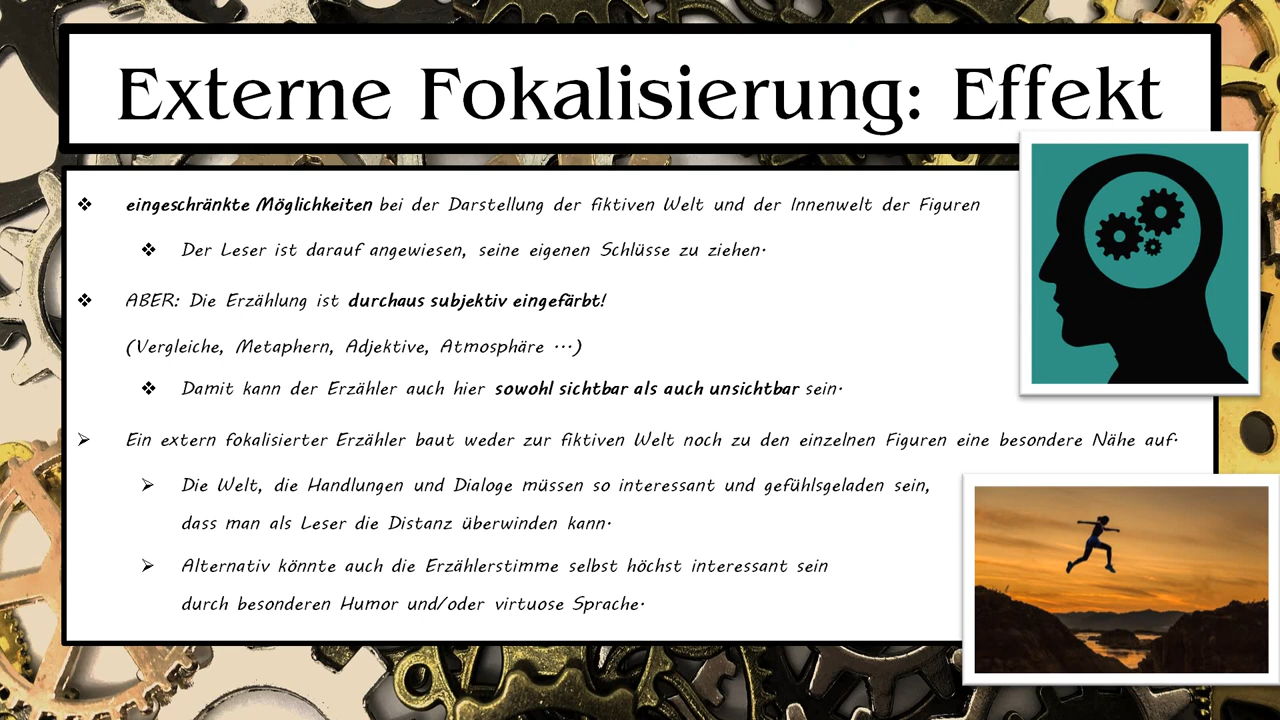 Externe Fokalisierung: Effekt
eingeschränkte Möglichkeiten bei der Darstellung der fiktiven Welt und der Innenwelt der Figuren
Der Leser ist darauf angewiesen, seine eigenen Schlüsse zu ziehen.
ABER: Die Erzählung ist durchaus subjektiv eingefärbt!
(Vergleiche, Metaphern, Adjektive, Atmosphäre ...)
Damit kann der Erzähler auch hier sowohl sichtbar als auch unsichtbar sein.
Ein extern fokalisierter Erzähler baut weder zur fiktiven Welt noch zu den einzelnen Figuren eine besondere Nähe auf.
Die Welt, die Handlungen und Dialoge müssen so interessant und gefühlsgeladen sein,
dass man als Leser die Distanz überwinden kann.
Alternativ könnte auch die Erzählerstimme selbst höchst interessant sein
durch besonderen Humor und/oder virtuose Sprache.